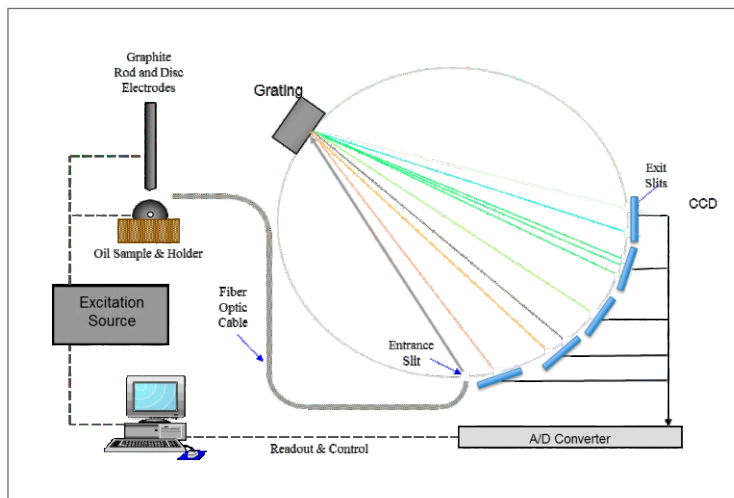 Graphite
Rod and Disc
Electrodes
Grating
Exit
Slits
CCD
Oil Sample & Holder
Excitation
Source
Fiber
Optic
Cable
Entrance
Slit
A/D Converter
Readout & Control